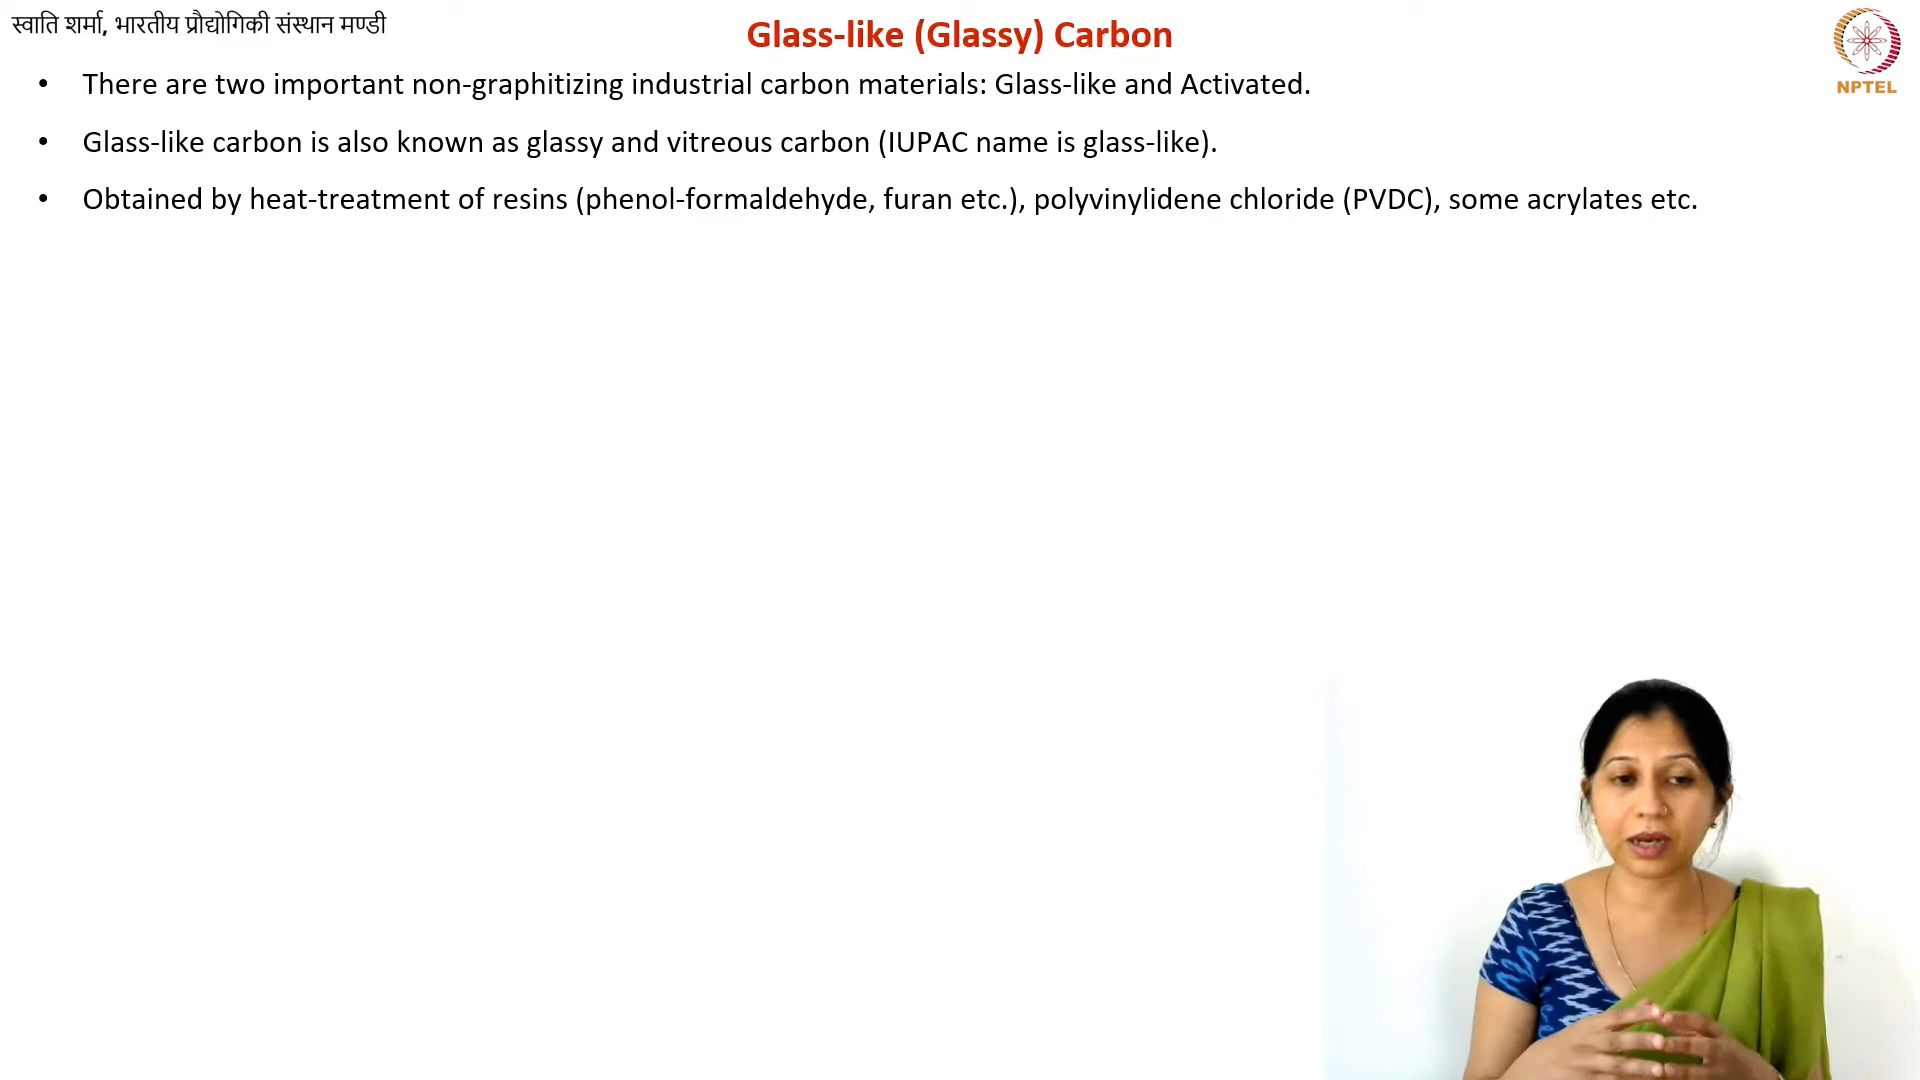 स्वाति शर्मा, भारतीय प्रौद्योगिकी संस्थान मण्डी
Glass-like (Glassy) Carbon
NPTEL
• There are two important non-graphitizing industrial carbon materials: Glass-like and Activated.
• Glass-like carbon is also known as glassy and vitreous carbon (IUPAC name is glass-like).
• Obtained by heat-treatment of resins (phenol-formaldehyde, furan etc.), polyvinylidene chloride (PVDC), some acrylates etc.